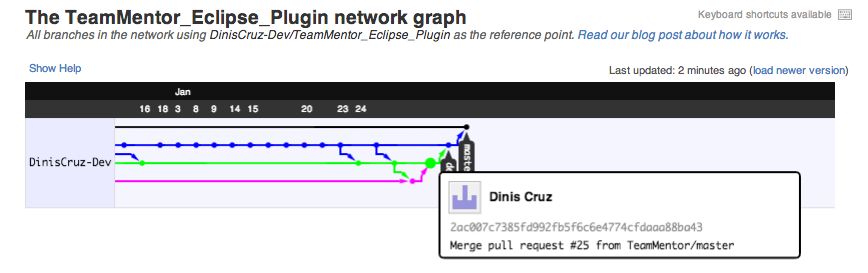 The TeamMentor_Eclipse_Plugin network graph
Keyboard shortcuts available
All branches in the network using DinisCruz-Dev/TeamMentor_Eclipse_Plugin as the reference point. Read our blog post about how it works.
Show Help
Last updated: 2 minutes ago (load newer version)
Jan
16 18 3 8 9 14 15 20 23 24
DinisCruz-Dev
maste
d
Dinis Cruz
2ac007c7385fd992fb5f6c6e4774cfdaaa88ba43
Merge pull request #25 from TeamMentor/master